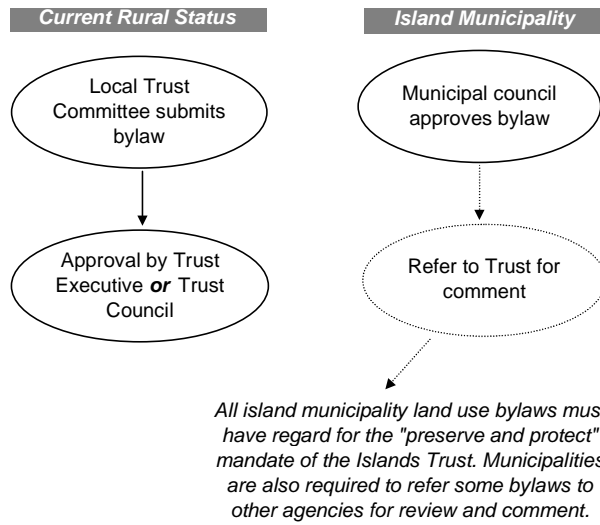 Current Rural Status
Local Trust
Committee submits
bylaw
Approval by Trust
Executive or Trust
Council
Island Municipality
Municipal council
approves bylaw
Refer to Trust for
comment
All island municipality land use bylaws mus
have regard for the "preserve and protect"
mandate of the Islands Trust. Municipalities
are also required to refer some bylaws to
other agencies for review and comment.